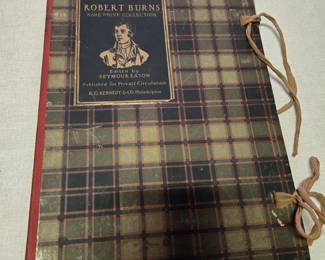 ROBERT BURNS
RARE PRINT COLLECTION
Edited by
SEYMOUR EATON
Published for Private Circulation
R.G. KENNEDY & CO. Philadelphia